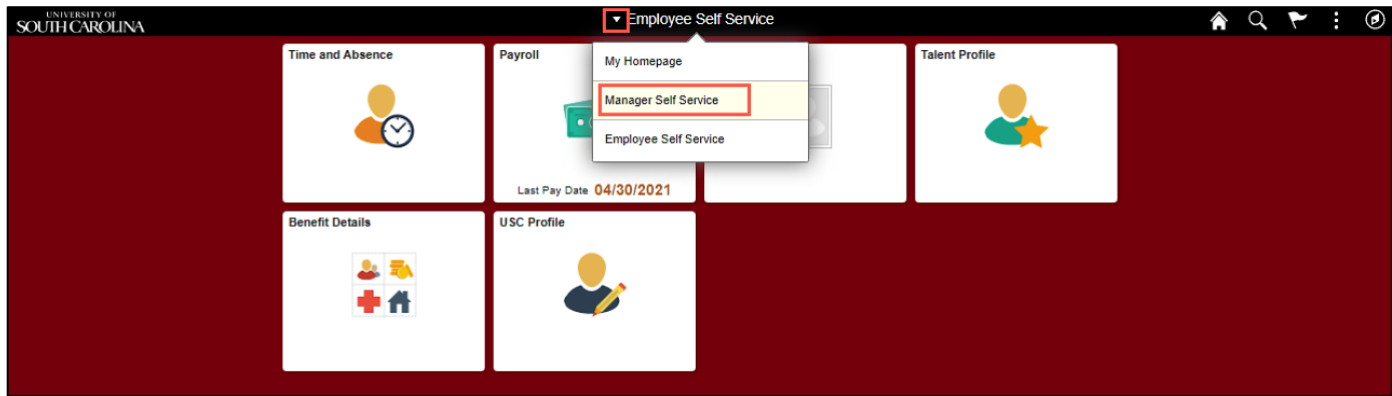 UNIVERSITY OF
SOUTH CAROLINA
Employee Self Service
Time and Absence
Payroll
My Homepage
Manager Self Service
Employee Self Service
Talent Profile
Last Pay Date 04/30/2021
Benefit Details
USC Profile